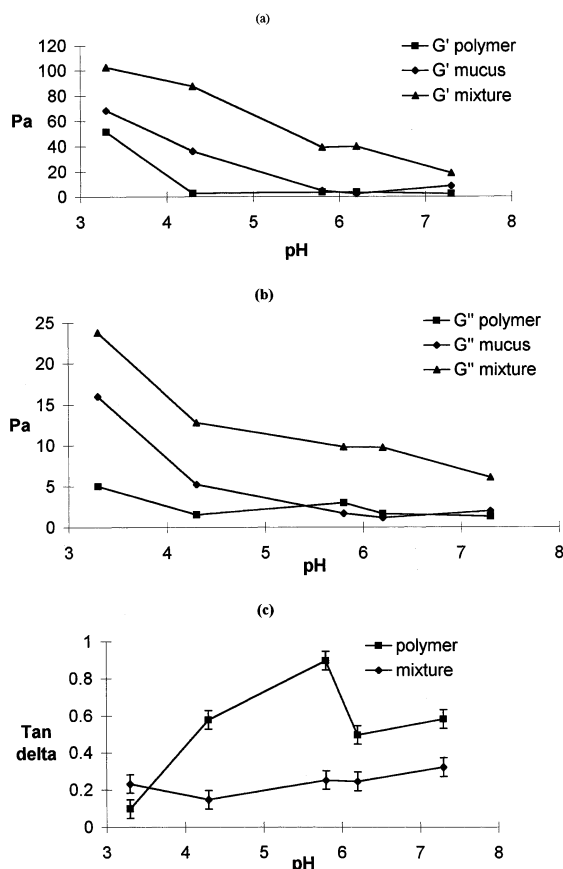 (a)
120
100
80
60
40
20
0
Pa
G' polymer
G' mucus
G' mixture
3 4 5 6 7 8
pH
(b)
25
20
15
10
5
0
Pa
G'' polymer
G'' mucus
G'' mixture
3 4 5 6 7 8
pH
(c)
1
0.8
0.6
0.4
0.2
0
Tan
delta
polymer
mixture
3 4 5 6 7 8
pH